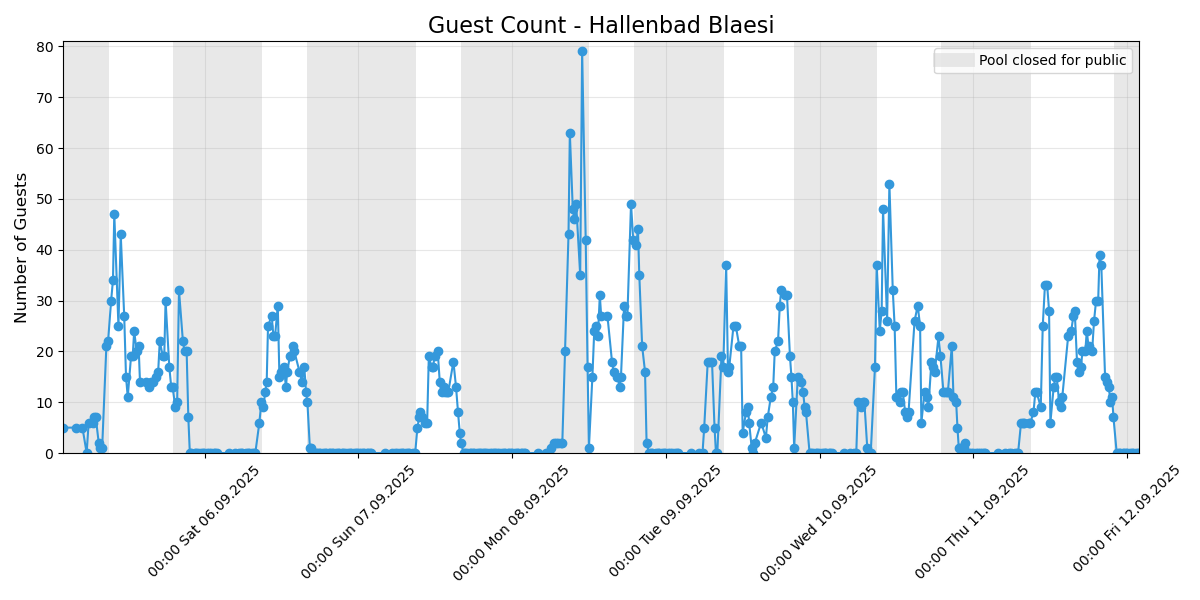 Guest Count - Hallenbad Blaesi
Pool closed for public
Number of Guests
80
70
60
50
40
30
20
10
0
00:00 Sat 06.09.2025
00:00 Sun 07.09.2025
00:00 Mon 08.09.2025
00:00 Tue 09.09.2025
00:00 Wed 10.09.2025
00:00 Thu 11.09.2025
00:00 Fri 12.09.2025